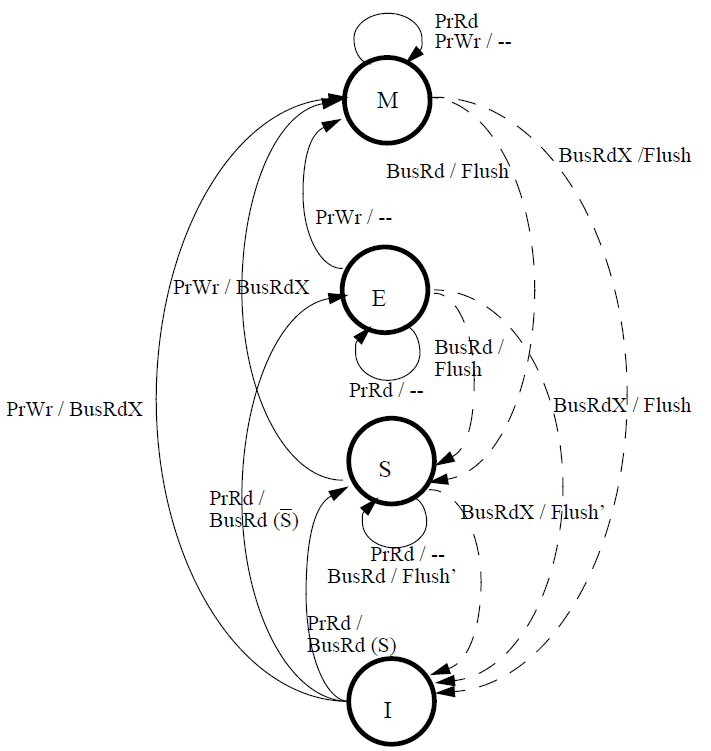 PrRd
PrWr / --
M
BusRdX /Flush
BusRd / Flush
PrWr / --
PrWr / BusRdX
E
BusRd /
Flush
PrRd / --
PrWr / BusRdX
BusRdX / Flush
S
PrRd /
BusRd (S̅)
BusRdX / Flush’
PrRd / --
BusRd / Flush’
PrRd /
BusRd (S)
I